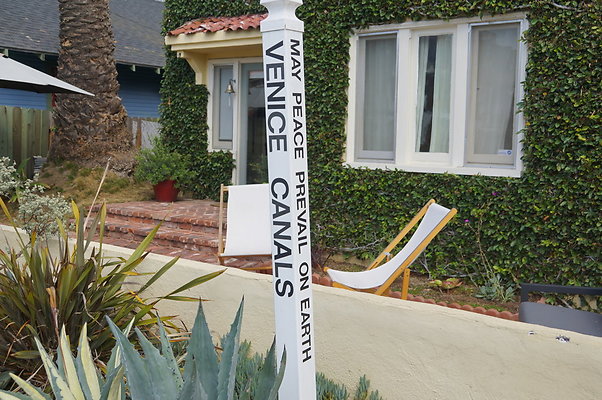 VENICE CANALS
MAY PEACE PREVAIL ON EARTH